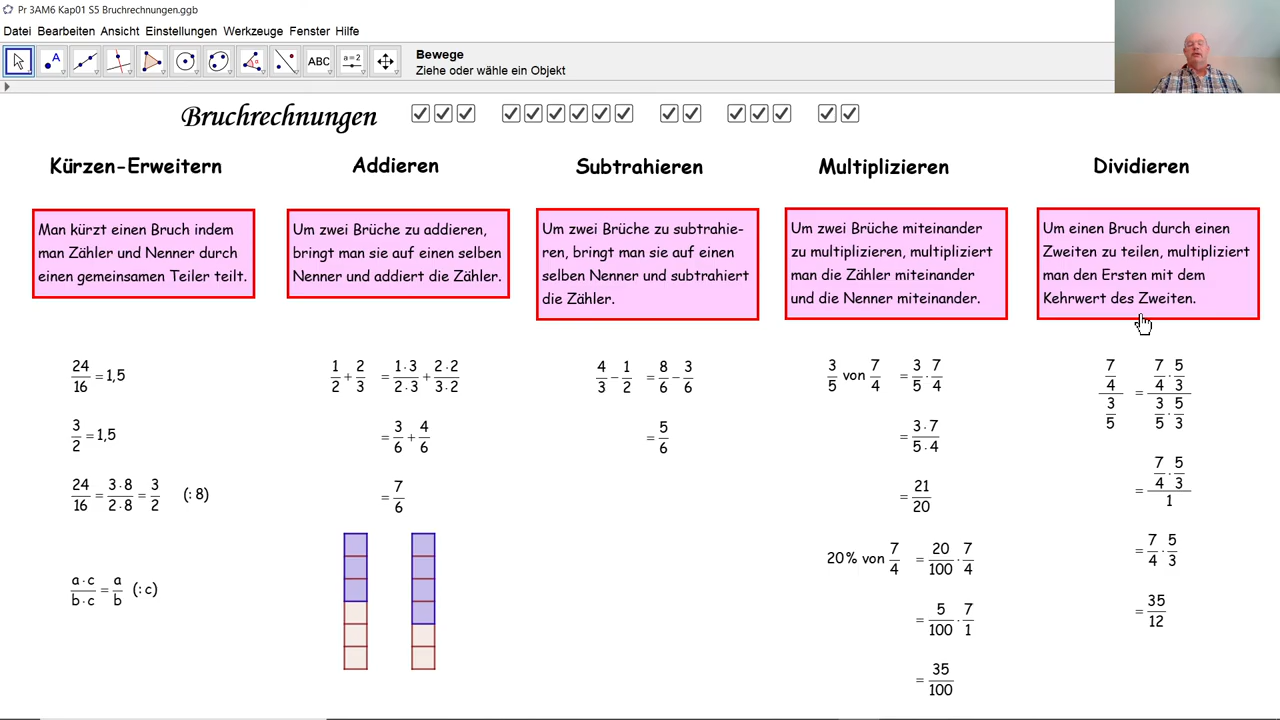 Pr 3AM6 Kap01 S5 Bruchrechnungen.ggb
Datei Bearbeiten Ansicht Einstellungen Werkzeuge Fenster Hilfe
A
ABC
a=2
Bewege
Ziehe oder wähle ein Objekt
Bruchrechnungen
Kürzen-Erweitern
Man kürzt einen Bruch indem
man Zähler und Nenner durch
einen gemeinsamen Teiler teilt.
24/16 = 1,5
3/2 = 1,5
24/16 = 3·8/2·8 = 3/2 (: 8)
a·c/b·c = a/b (: c)
Addieren
Um zwei Brüche zu addieren,
bringt man sie auf einen selben
Nenner und addiert die Zähler.
1/2 + 2/3 = 1·3/2·3 + 2·2/3·2
= 3/6 + 4/6
= 7/6
Subtrahieren
Um zwei Brüche zu subtrahie-
ren, bringt man sie auf einen
selben Nenner und subtrahiert
die Zähler.
4/3 − 1/2 = 8/6 − 3/6
= 5/6
Multiplizieren
Um zwei Brüche miteinander
zu multiplizieren, multipliziert
man die Zähler miteinander
und die Nenner miteinander.
3/5 von 7/4 = 3/5 · 7/4
= 3·7/5·4
= 21/20
20% von 7/4 = 20/100 · 7/4
= 5/100 · 7/1
= 35/100
Dividieren
Um einen Bruch durch einen
Zweiten zu teilen, multipliziert
man den Ersten mit dem
Kehrwert des Zweiten.
7/4 / 3/5 = 7/4 · 5/3 / 3/5 · 5/3
= 7/4 · 5/3 / 1
= 7/4 · 5/3
= 35/12